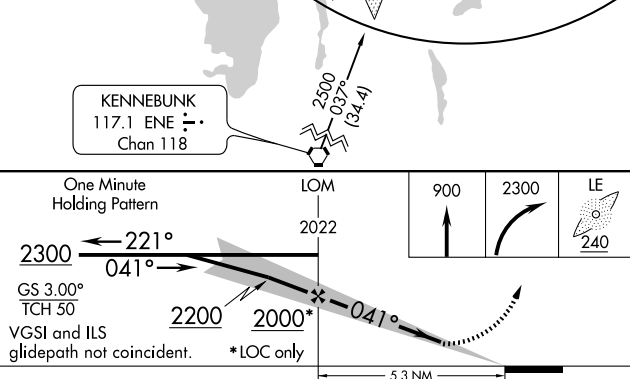 2500
037°
(34.4)
KENNEBUNK
117.1 ENE
Chan 118
One Minute
Holding Pattern
LOM
2022
900
2300
LE
240
221°
2300
041°
GS 3.00°
TCH 50
2200
2000*
041°
VGSI and ILS
glidepath not coincident.
*LOC only
5.3 NM